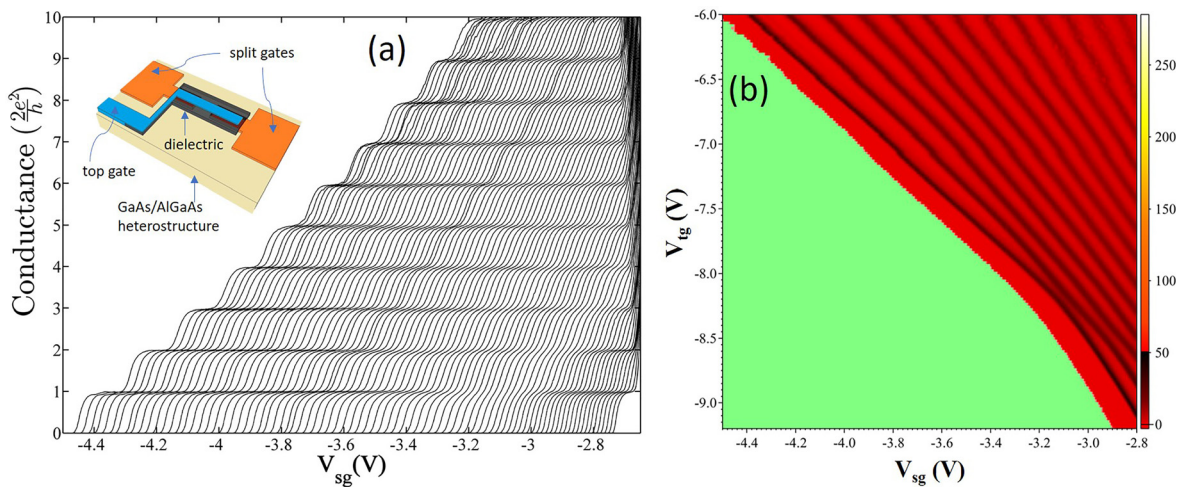 10
9
8
7
6
5
4
3
2
1
0
Conductance (2e²/h)
(a)
split gates
dielectric
top gate
GaAs/AlGaAs
heterostructure
-4.4 -4.2 -4 -3.8 -3.6 -3.4 -3.2 -3 -2.8
V_sg(V)
-6.0
-6.5
-7.0
-7.5
-8.0
-8.5
-9.0
V_tg (V)
(b)
-4.4 -4.2 -4.0 -3.8 -3.6 -3.4 -3.2 -3.0 -2.8
V_sg (V)
250
200
150
100
50
0